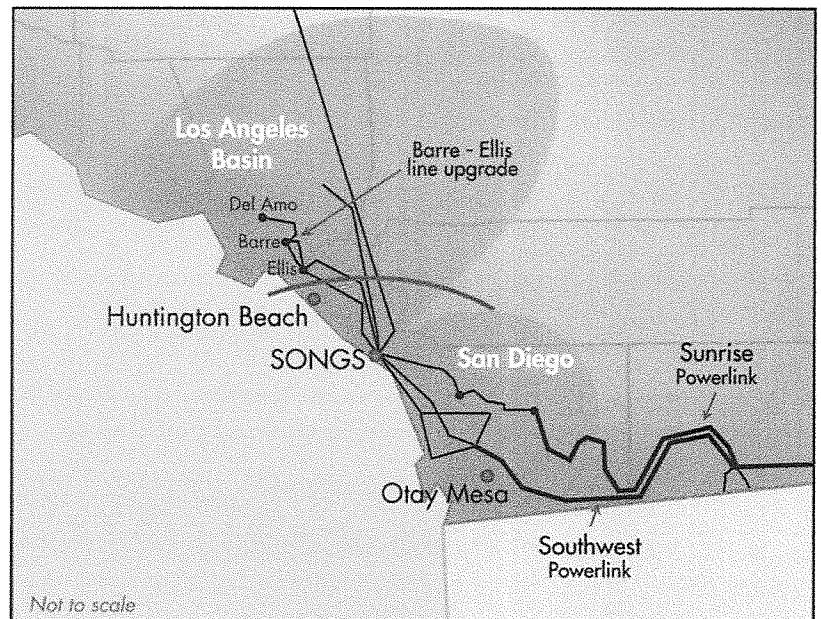 Los Angeles
Basin
Barre - Ellis
line upgrade
Del Amo
Barre
Ellis
Huntington Beach
SONGS
San Diego
Sunrise
Powerlink
Otay Mesa
Southwest
Powerlink
Not to scale